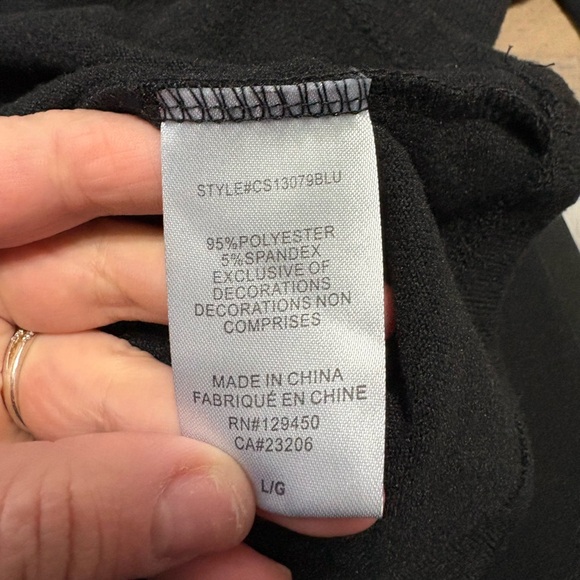 STYLE#CS13079BLU
95%POLYESTER
5%SPANDEX
EXCLUSIVE OF
DECORATIONS
DECORATIONS NON
COMPRISES
MADE IN CHINA
FABRIQUÉ EN CHINE
RN#129450
CA#23206
L/G